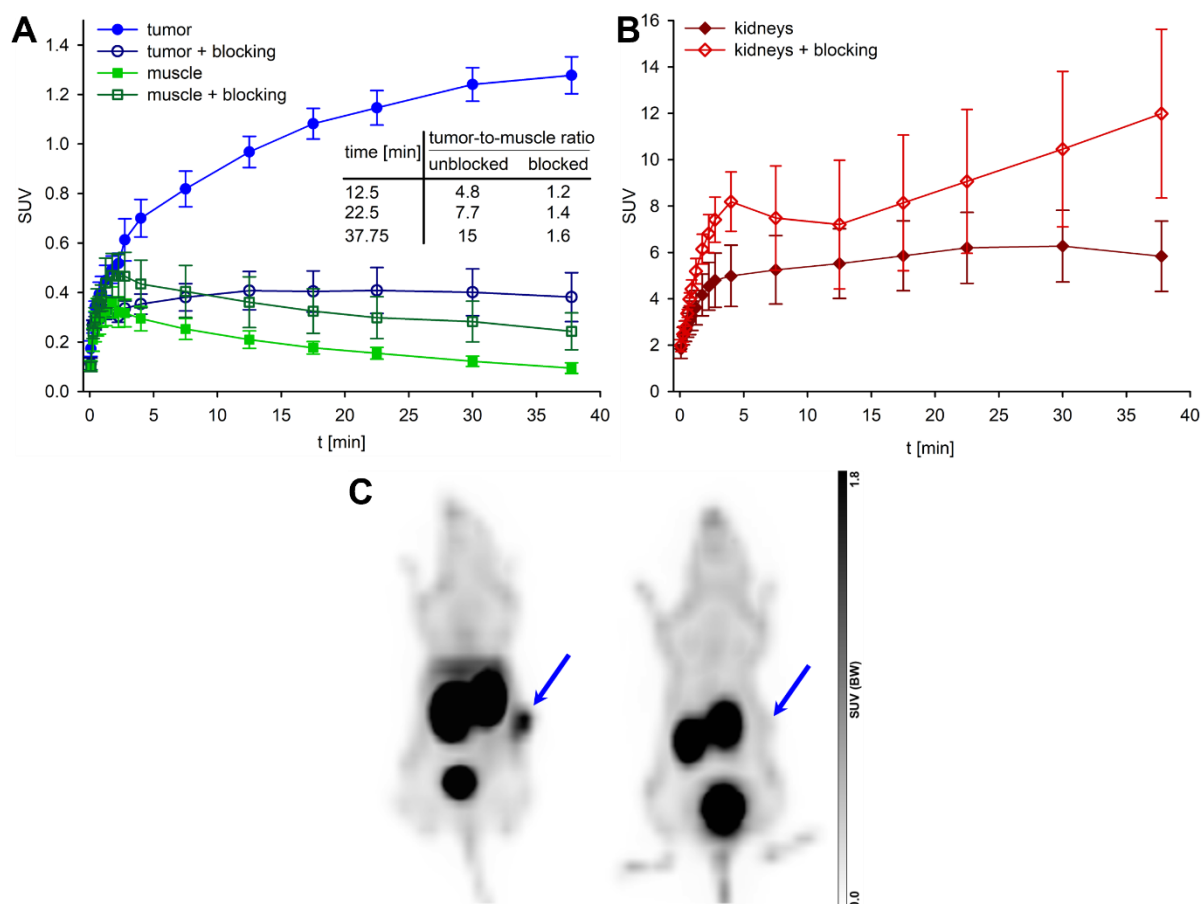 A
tumor
tumor + blocking
muscle
muscle + blocking
SUV
1.4
1.2
1.0
0.8
0.6
0.4
0.2
0.0
time [min] tumor-to-muscle ratio
unblocked blocked
12.5 4.8 1.2
22.5 7.7 1.4
37.75 15 1.6
0 5 10 15 20 25 30 35 40
t [min]
B
kidneys
kidneys + blocking
SUV
16
14
12
10
8
6
4
2
0
0 5 10 15 20 25 30 35 40
t [min]
C
1.8
SUV (BW)
0.0